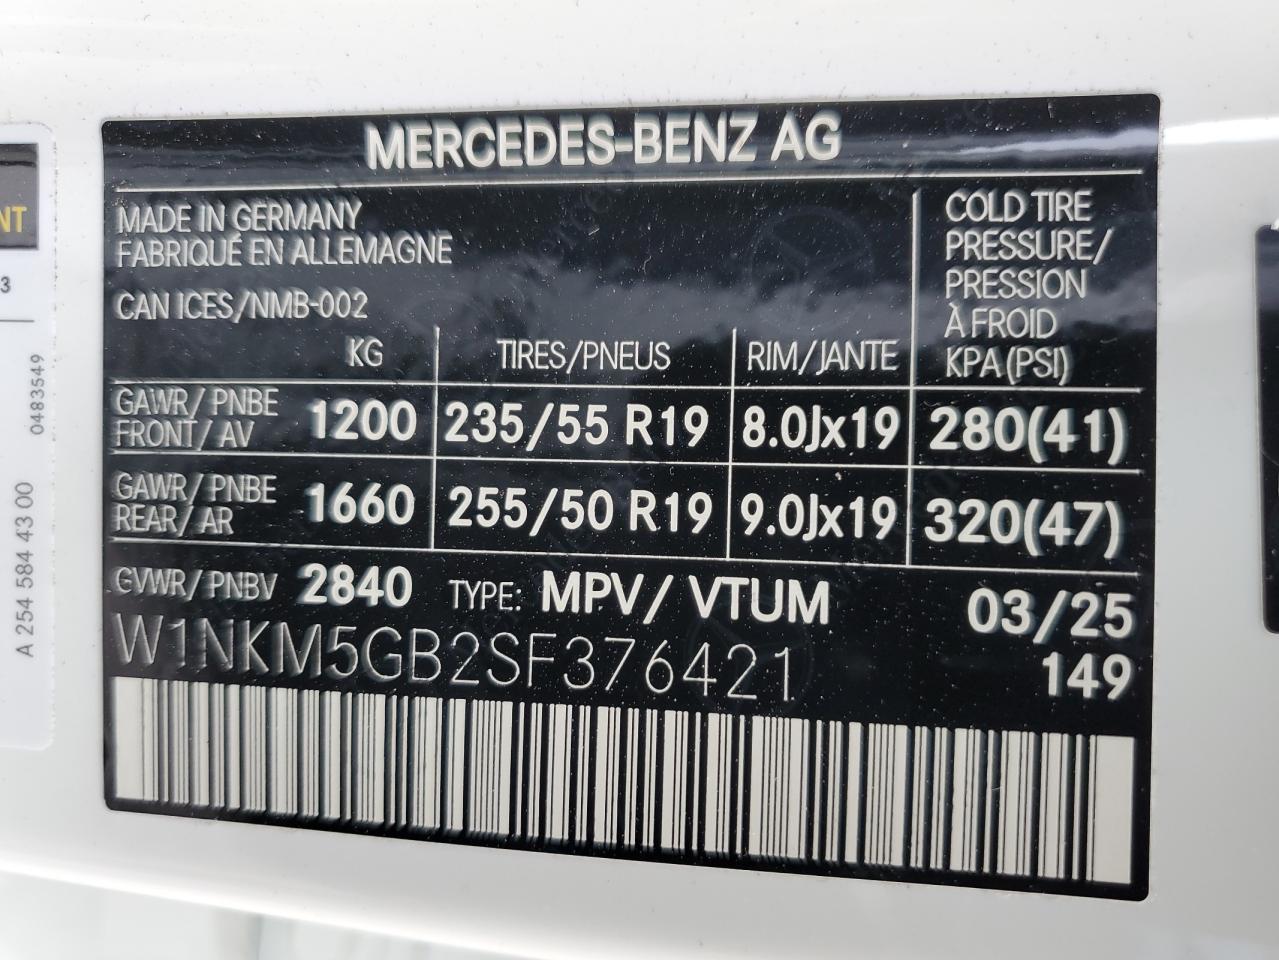 MERCEDES-BENZ AG
MADE IN GERMANY
FABRIQUÉ EN ALLEMAGNE
CAN ICES/NMB-002
COLD TIRE
PRESSURE/
PRESSION
À FROID
KPA(PSI)
KG TIRES/PNEUS RIM/JANTE
GAWR/PNBE
FRONT/AV 1200 235/55 R19 8.0Jx19 280(41)
GAWR/PNBE
REAR/AR 1660 255/50 R19 9.0Jx19 320(47)
GVWR/PNBV 2840 TYPE: MPV/VTUM 03/25
W1NKM5GB2SF376421 149
NT
3
0483549
A 254 584 43 00